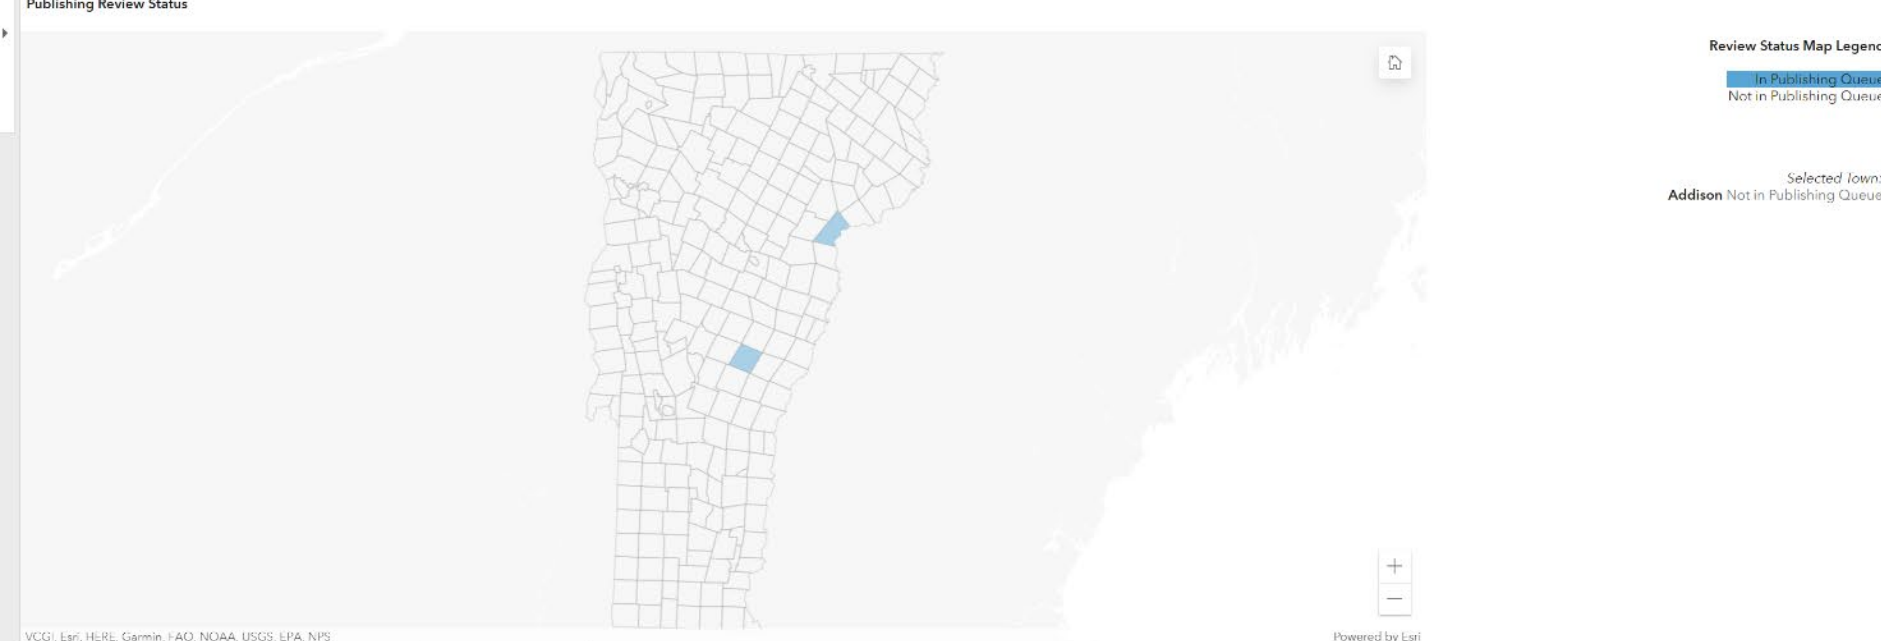 Publishing Review Status
Review Status Map Legend
In Publishing Queue
Not in Publishing Queue
Selected Town:
Addison Not in Publishing Queue
VCGI, Esri, HERE, Garmin, FAO, NOAA, USGS, EPA, NPS
Powered by Esri